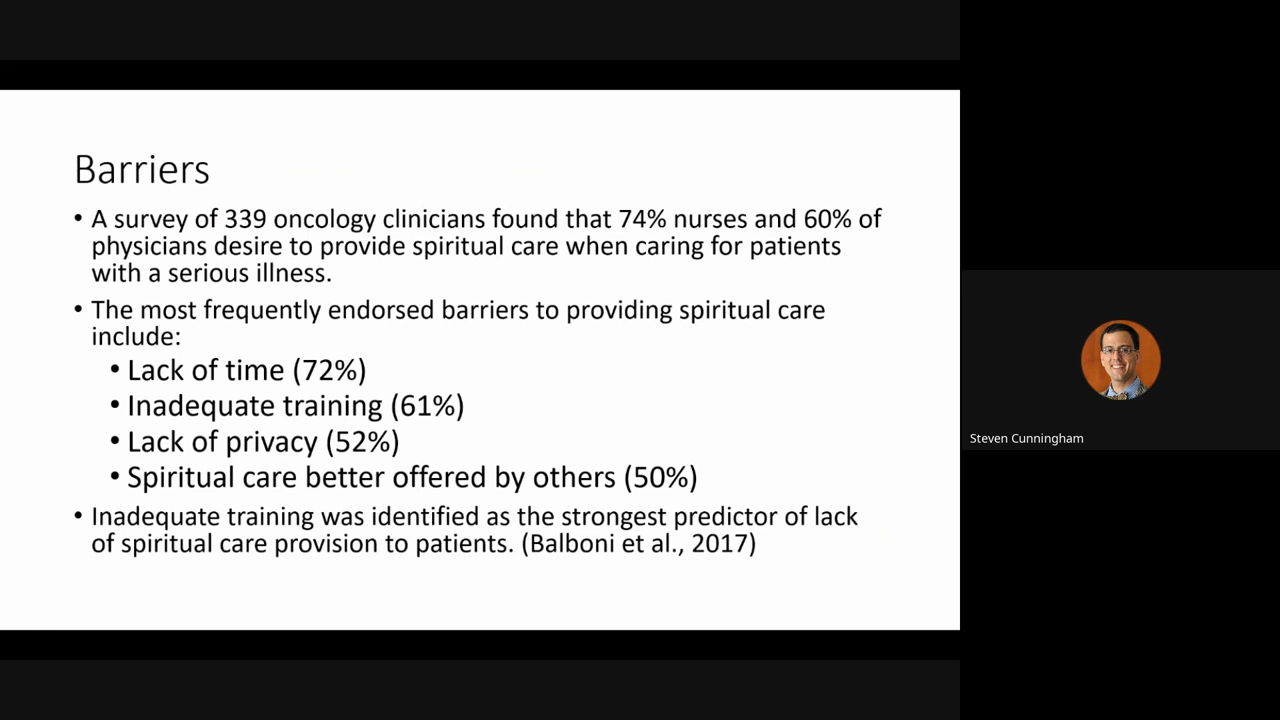 Barriers
• A survey of 339 oncology clinicians found that 74% nurses and 60% of
physicians desire to provide spiritual care when caring for patients
with a serious illness.
• The most frequently endorsed barriers to providing spiritual care
include:
• Lack of time (72%)
• Inadequate training (61%)
• Lack of privacy (52%)
• Spiritual care better offered by others (50%)
• Inadequate training was identified as the strongest predictor of lack
of spiritual care provision to patients. (Balboni et al., 2017)
Steven Cunningham